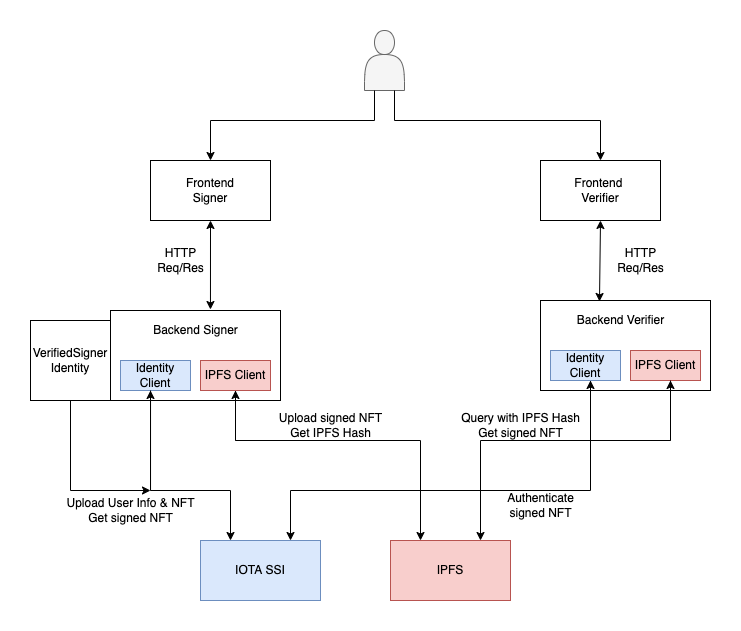 Frontend
Signer
Frontend
Verifier
HTTP
Req/Res
HTTP
Req/Res
Backend Signer
Backend Verifier
VerifiedSigner
Identity
Identity
Client
IPFS Client
Identity
Client
IPFS Client
Upload signed NFT
Get IPFS Hash
Query with IPFS Hash
Get signed NFT
Upload User Info & NFT
Get signed NFT
Authenticate
signed NFT
IOTA SSI
IPFS